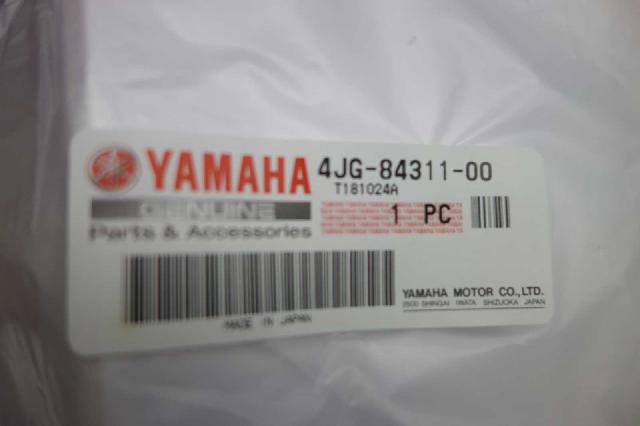 YAMAHA 4JG-84311-00
T181024A
GENUINE
Parts & Accessories
1 PC
YAMAHA MOTOR CO.,LTD.
2500 SHINGAI IWATA SHIZUOKA JAPAN
MADE IN JAPAN